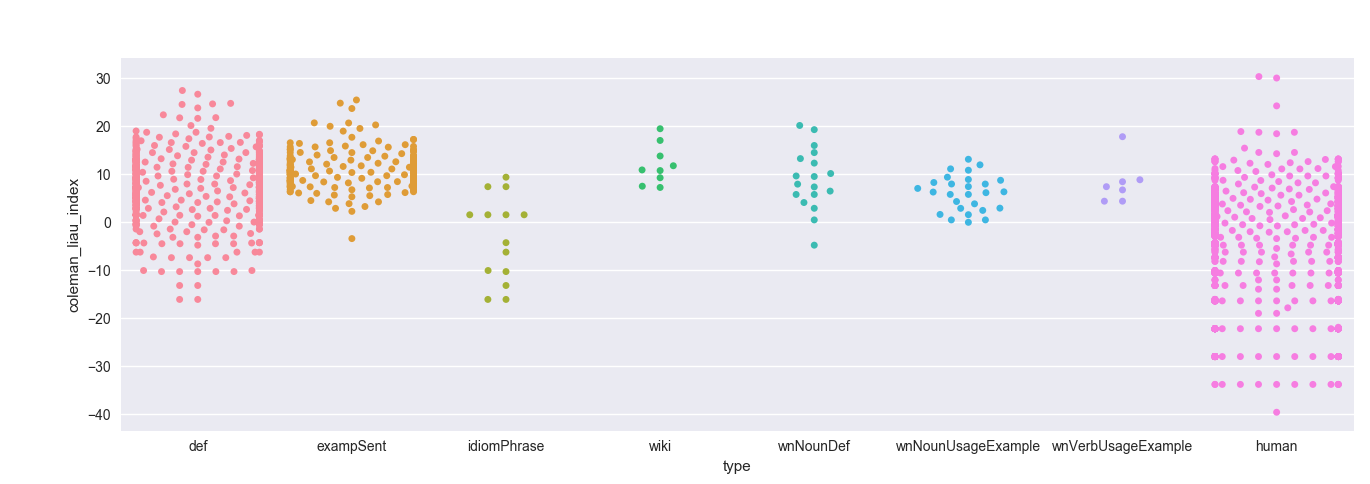 30
20
10
0
−10
−20
−30
−40
coleman_liau_index
def exampSent idiomPhrase wiki wnNounDef wnNounUsageExample wnVerbUsageExample human
type